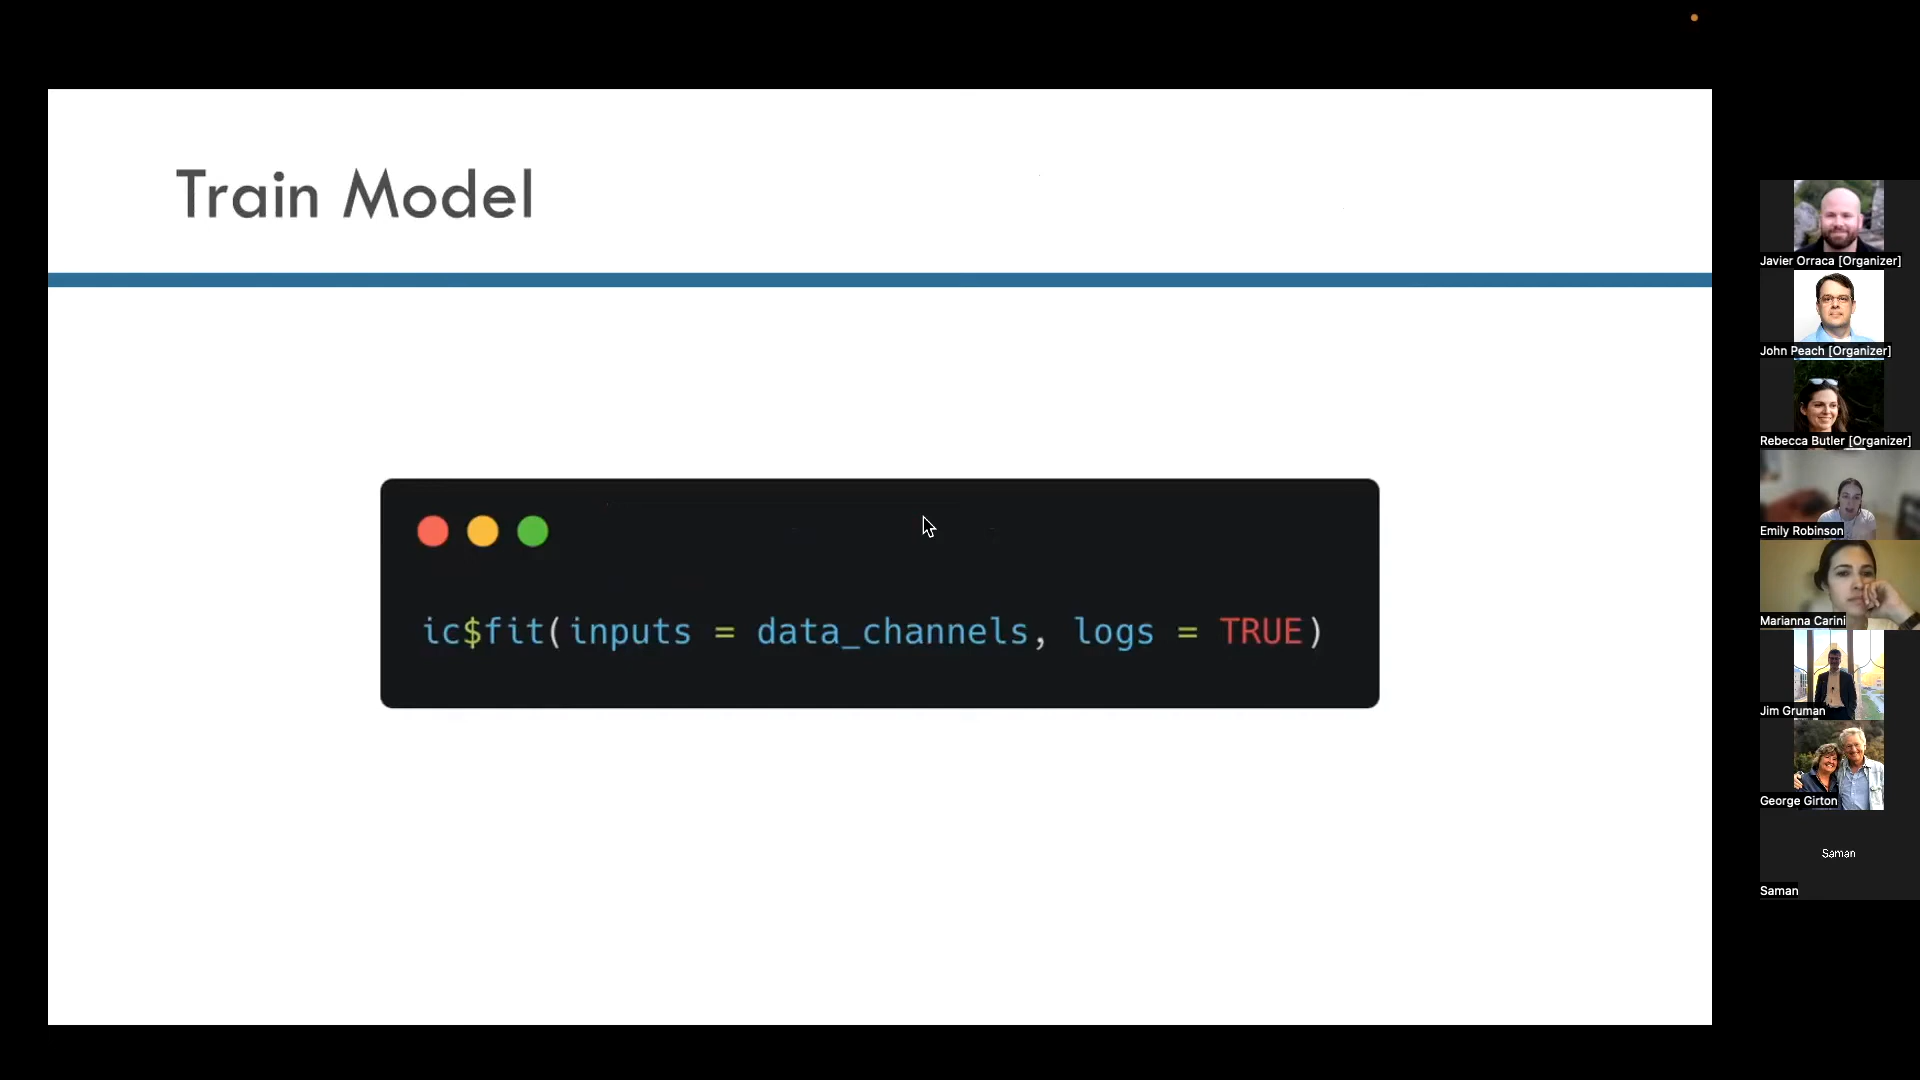 Train Model
ic$fit(inputs = data_channels, logs = TRUE)
Javier Orraca [Organizer]
John Peach [Organizer]
Rebecca Butler [Organizer]
Emily Robinson
Marianna Carini
Jim Gruman
George Girton
Saman
Saman